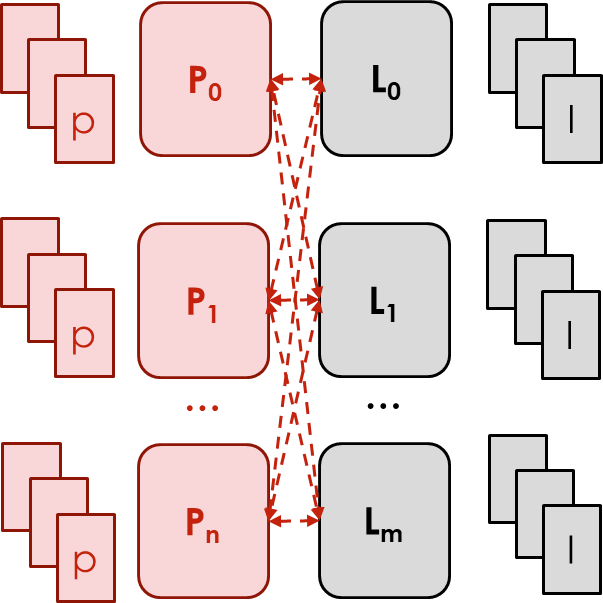 p P₀ L₀ l
p P₁ L₁ l
... ...
p Pₙ Lₘ l